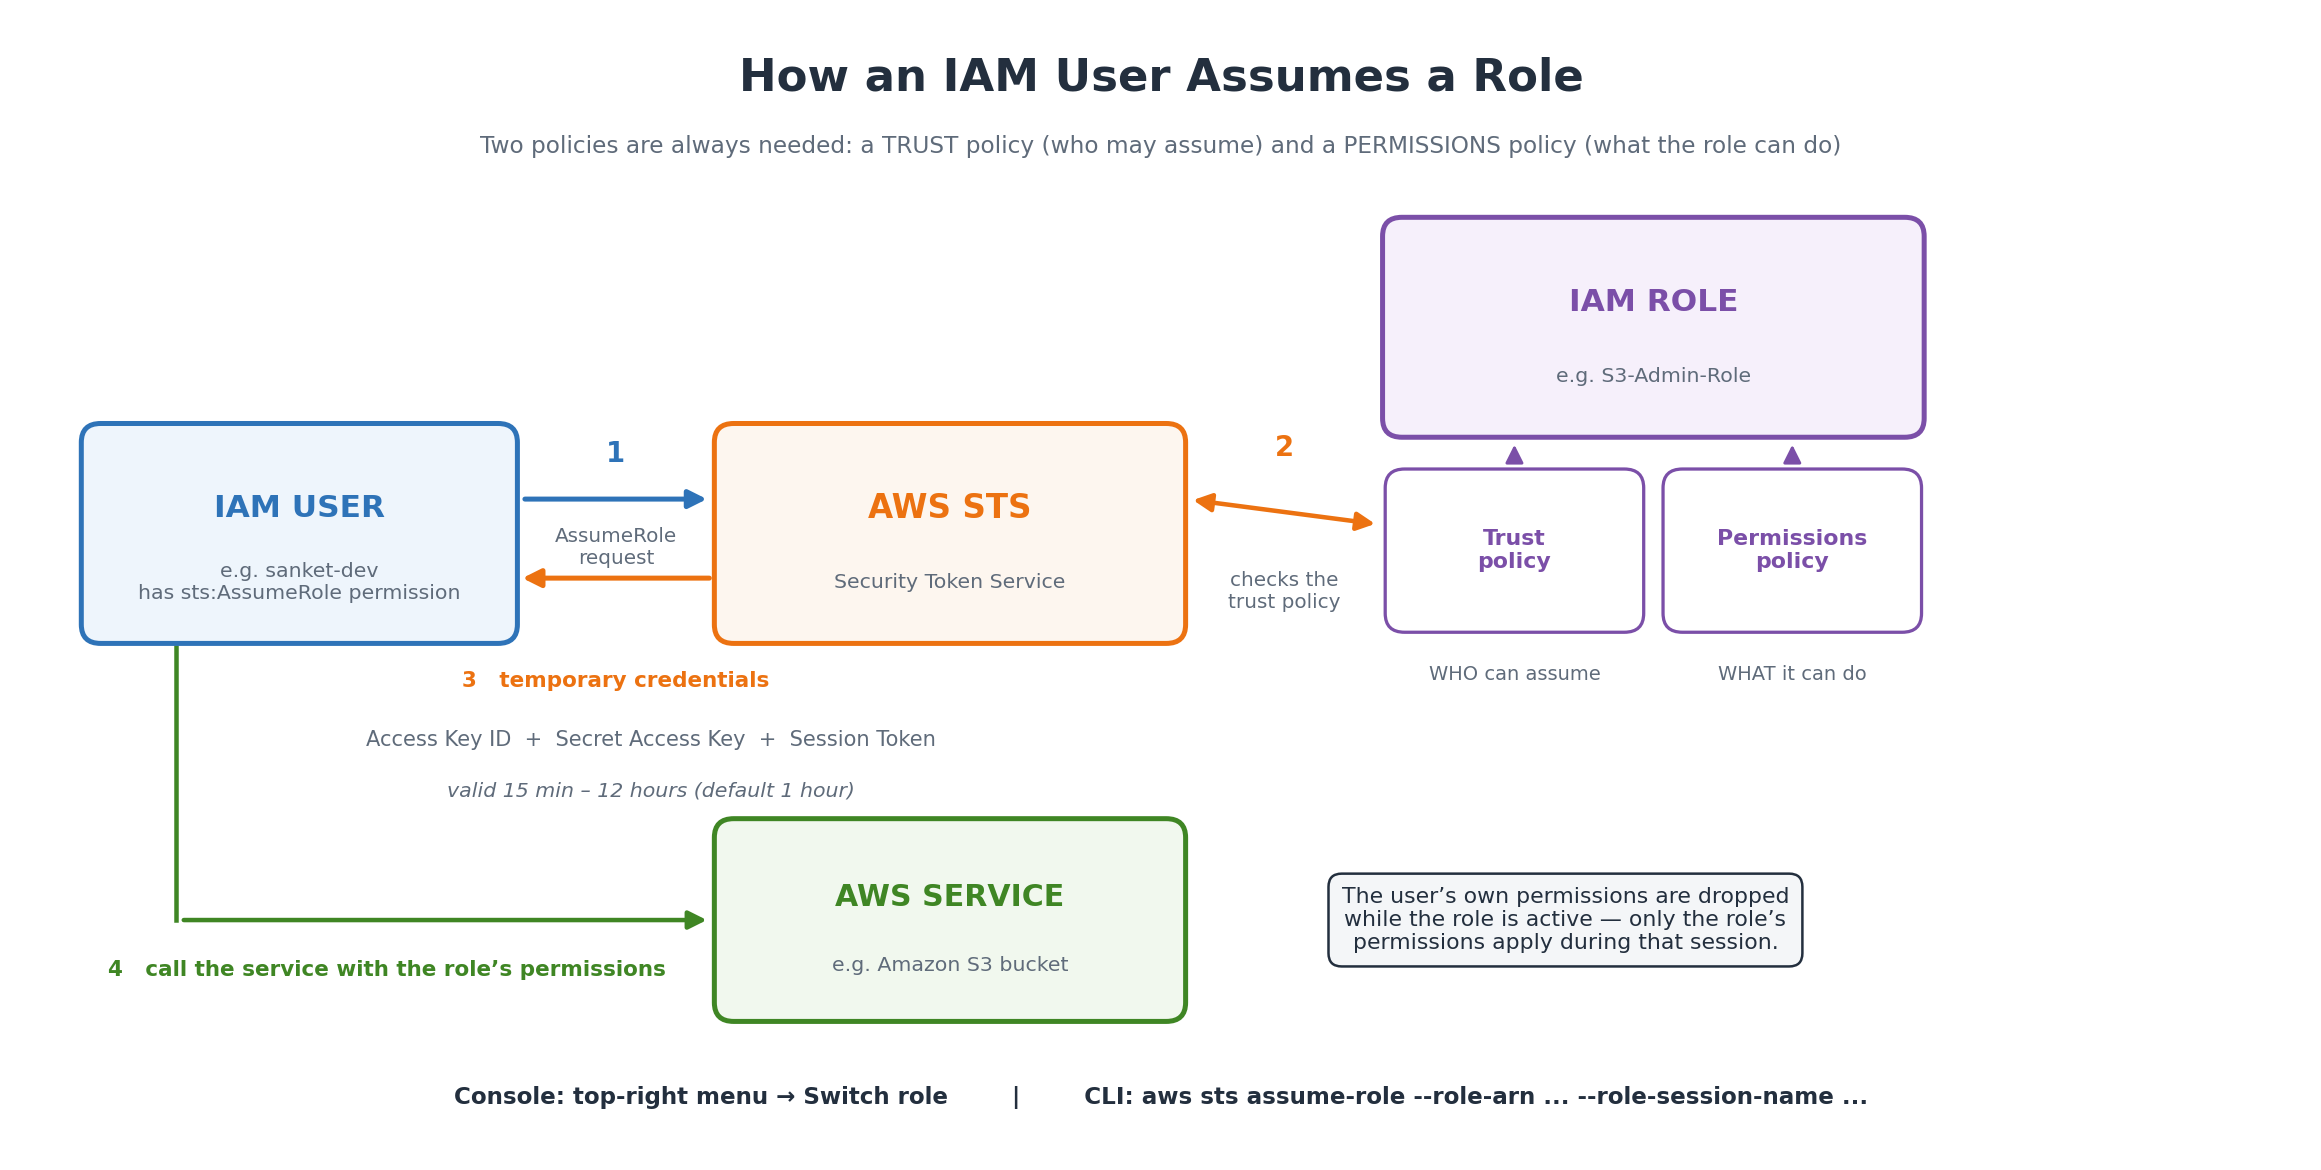 How an IAM User Assumes a Role
Two policies are always needed: a TRUST policy (who may assume) and a PERMISSIONS policy (what the role can do)
IAM ROLE
e.g. S3-Admin-Role
IAM USER
e.g. sanket-dev
has sts:AssumeRole permission
1
AssumeRole
request
AWS STS
Security Token Service
2
checks the
trust policy
Trust
policy
Permissions
policy
WHO can assume
WHAT it can do
3 temporary credentials
Access Key ID + Secret Access Key + Session Token
valid 15 min – 12 hours (default 1 hour)
AWS SERVICE
e.g. Amazon S3 bucket
4 call the service with the role’s permissions
The user’s own permissions are dropped
while the role is active — only the role’s
permissions apply during that session.
Console: top-right menu → Switch role | CLI: aws sts assume-role --role-arn ... --role-session-name ...